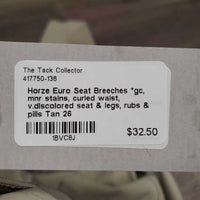 The Tack Collector
417750-136
Horze Euro Seat Breeches *gc,
mnr stains, curled waist,
v.discolored seat & legs, rubs &
pills Tan 26
$32.50
1BVC8J